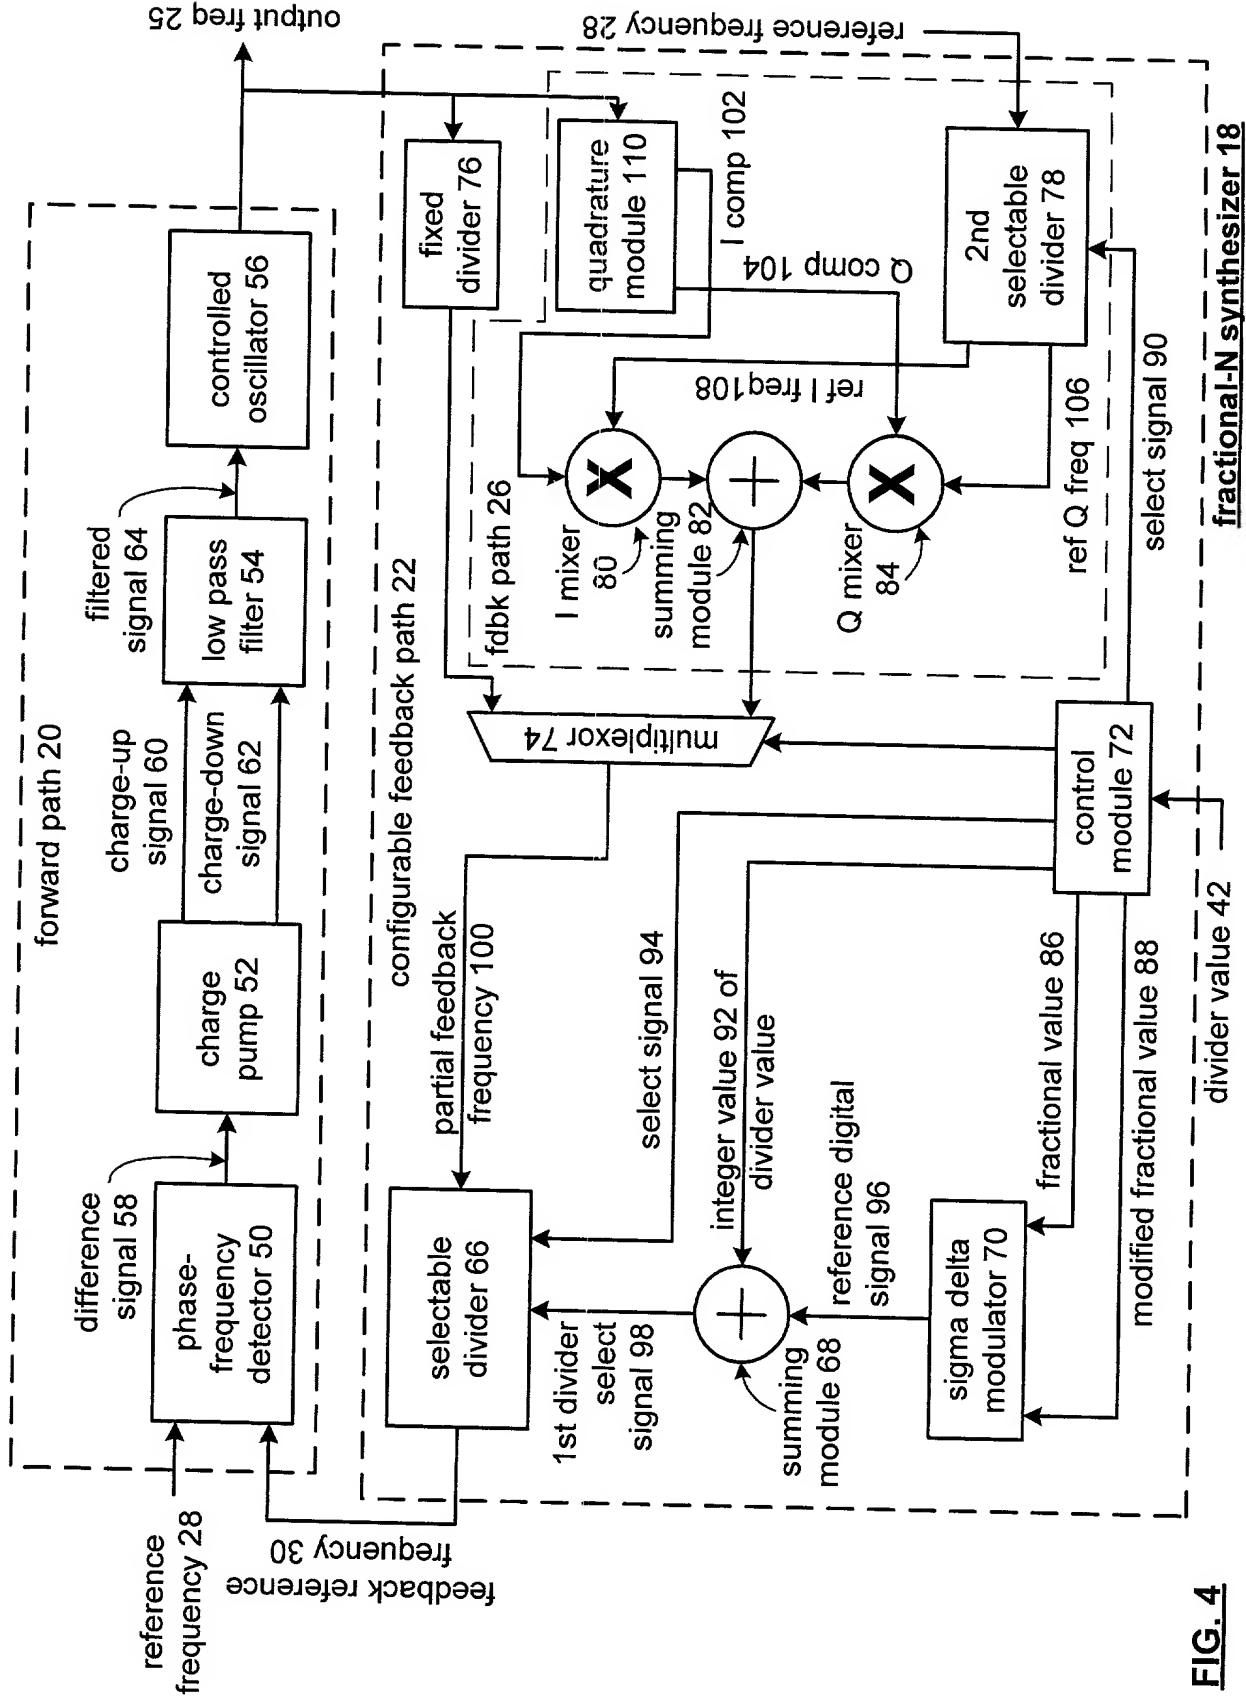 forward path 20
reference
frequency 28
phase-
frequency
detector 50
difference
signal 58
charge
pump 52
charge-up
signal 60
charge-down
signal 62
low pass
filter 54
filtered
signal 64
controlled
oscillator 56
output freq 25
feedback reference
frequency 30
configurable feedback path 22
selectable
divider 66
partial feedback
frequency 100
1st divider
select
signal 98
select signal 94
integer value 92 of
divider value
summing
module 68
reference digital
signal 96
sigma delta
modulator 70
fractional value 86
modified fractional value 88
control
module 72
divider value 42
multiplexor 74
fdbk path 26
fixed
divider 76
quadrature
module 110
I comp 102
Q comp 104
I mixer
80
summing
module 82
Q mixer
84
ref I freq108
ref Q freq 106
2nd
selectable
divider 78
reference frequency 28
select signal 90
fractional-N synthesizer 18
FIG. 4